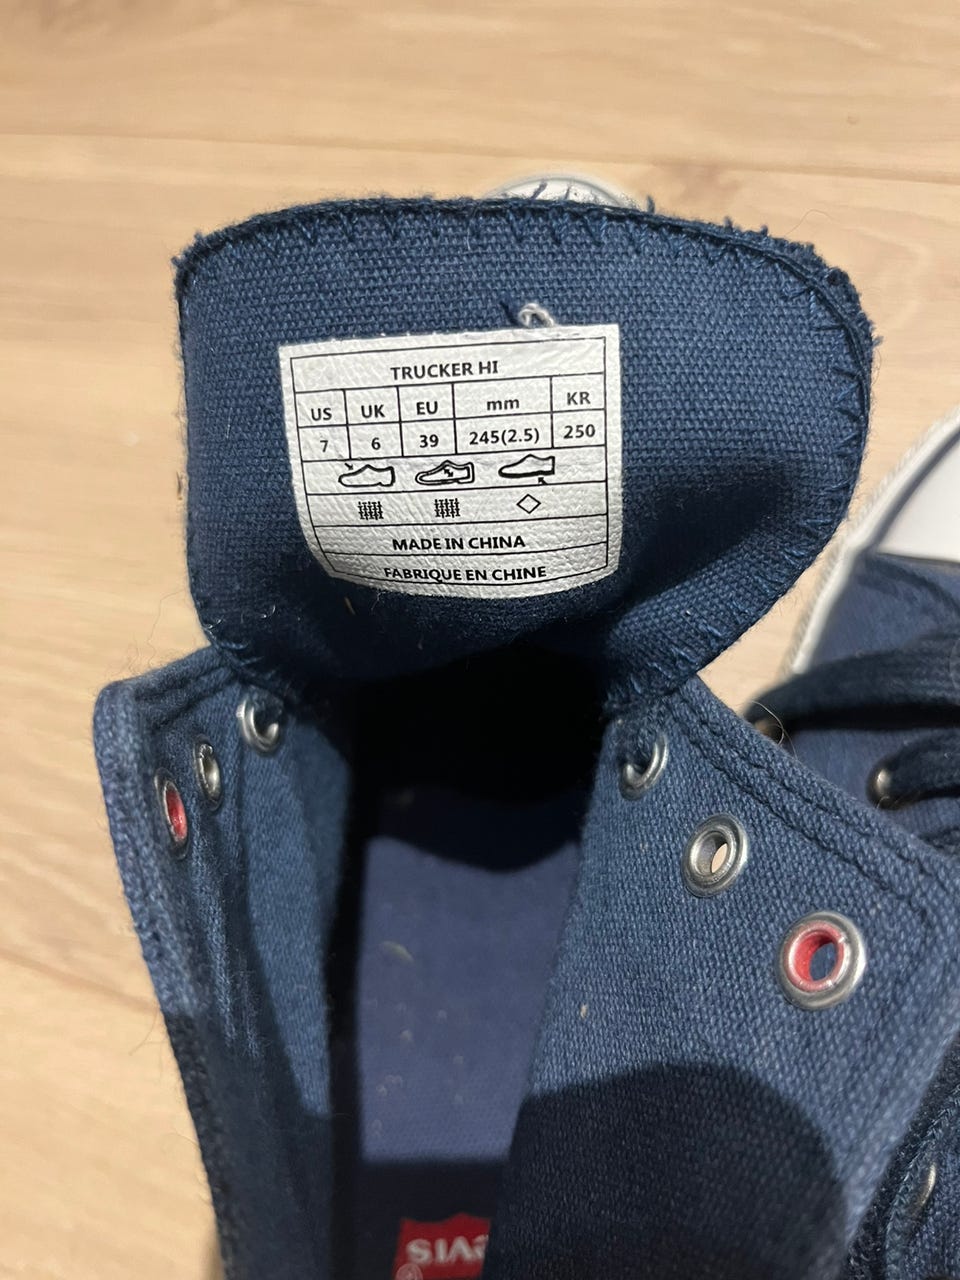 TRUCKER HI
US UK EU mm KR
7 6 39 245(2.5) 250
MADE IN CHINA
FABRIQUE EN CHINE